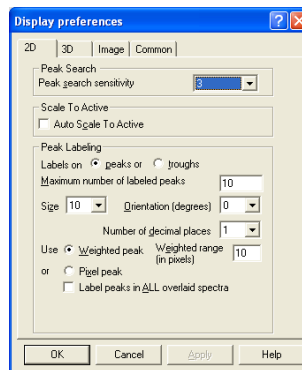 Display preferences
2D 3D Image Common
Peak Search
Peak search sensitivity 3
Scale To Active
Auto Scale To Active
Peak Labeling
Labels on peaks or troughs
Maximum number of labeled peaks 10
Size 10 Orientation (degrees) 0
Number of decimal places 1
Use Weighted peak Weighted range (in pixels) 10
or Pixel peak
Label peaks in ALL overlaid spectra
OK Cancel Apply Help